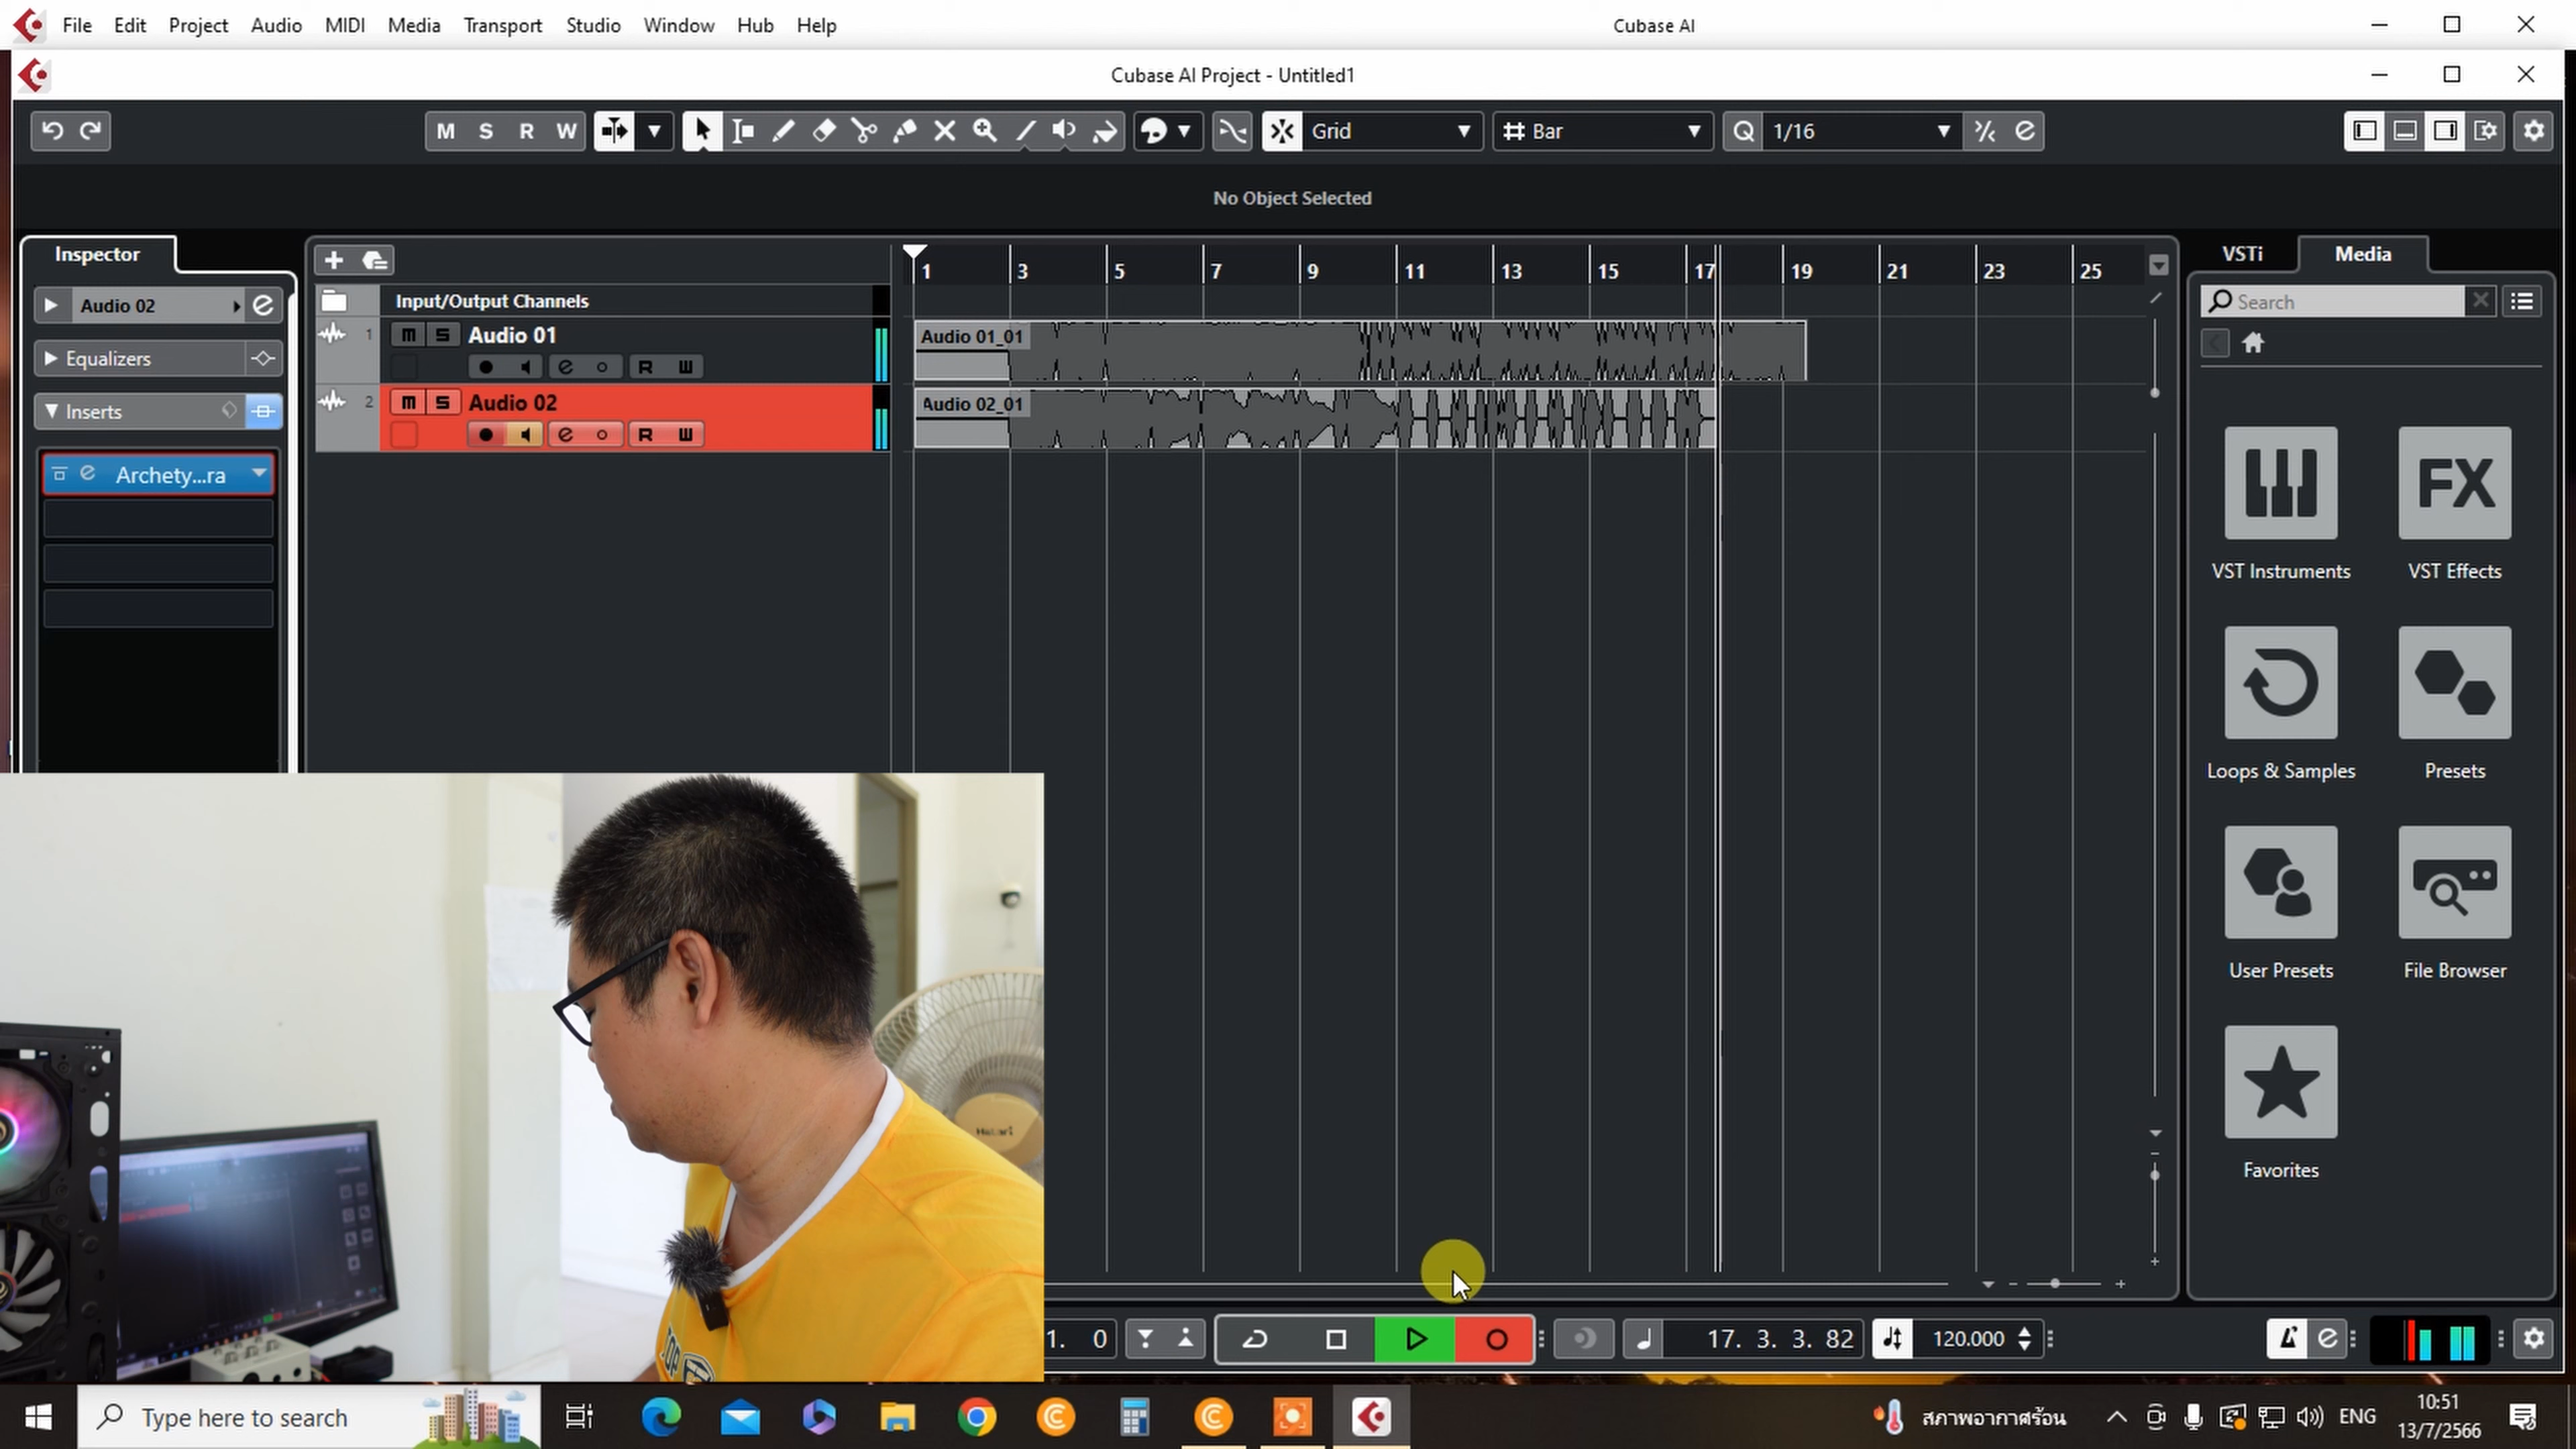 File Edit Project Audio MIDI Media Transport Studio Window Hub Help
Cubase AI
Cubase AI Project - Untitled1
M S R W
Grid
Bar
Q 1/16
No Object Selected
Inspector
Audio 02
Equalizers
Inserts
Archety...ra
Input/Output Channels
1 m S Audio 01
R W
2 m S Audio 02
R W
1 3 5 7 9 11 13 15 17 19 21 23 25
Audio 01_01
Audio 02_01
VSTi Media
Search
VST Instruments
FX
VST Effects
Loops & Samples
Presets
User Presets
File Browser
Favorites
1. 0
17. 3. 3. 82
120.000
Type here to search
สภาพอากาศร้อน
ENG
10:51
13/7/2566